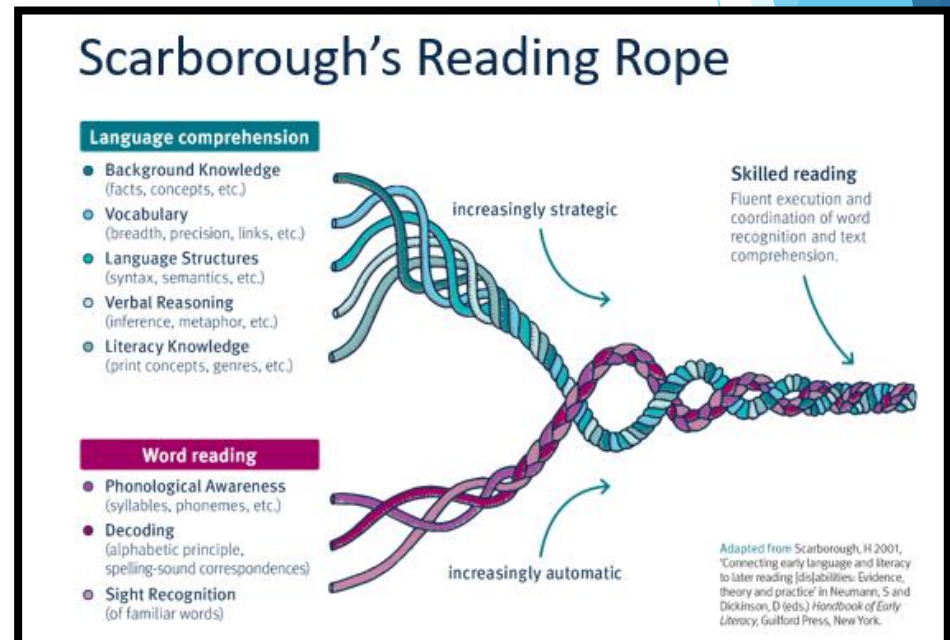 Scarborough's Reading Rope
Language comprehension
Background Knowledge
(facts, concepts, etc.)
Vocabulary
(breadth, precision, links, etc.)
Language Structures
(syntax, semantics, etc.)
Verbal Reasoning
(inference, metaphor, etc.)
Literacy Knowledge
(print concepts, genres, etc.)
increasingly strategic
Skilled reading
Fluent execution and
coordination of word
recognition and text
comprehension.
Word reading
Phonological Awareness
(syllables, phonemes, etc.)
Decoding
(alphabetic principle,
spelling-sound correspondences)
Sight Recognition
(of familiar words)
increasingly automatic
Adapted from Scarborough, H 2001,
'Connecting early language and literacy
to later reading [dis]abilities: Evidence,
theory and practice' in Neumann, S and
Dickinson, D (eds.) Handbook of Early
Literacy, Guilford Press, New York.